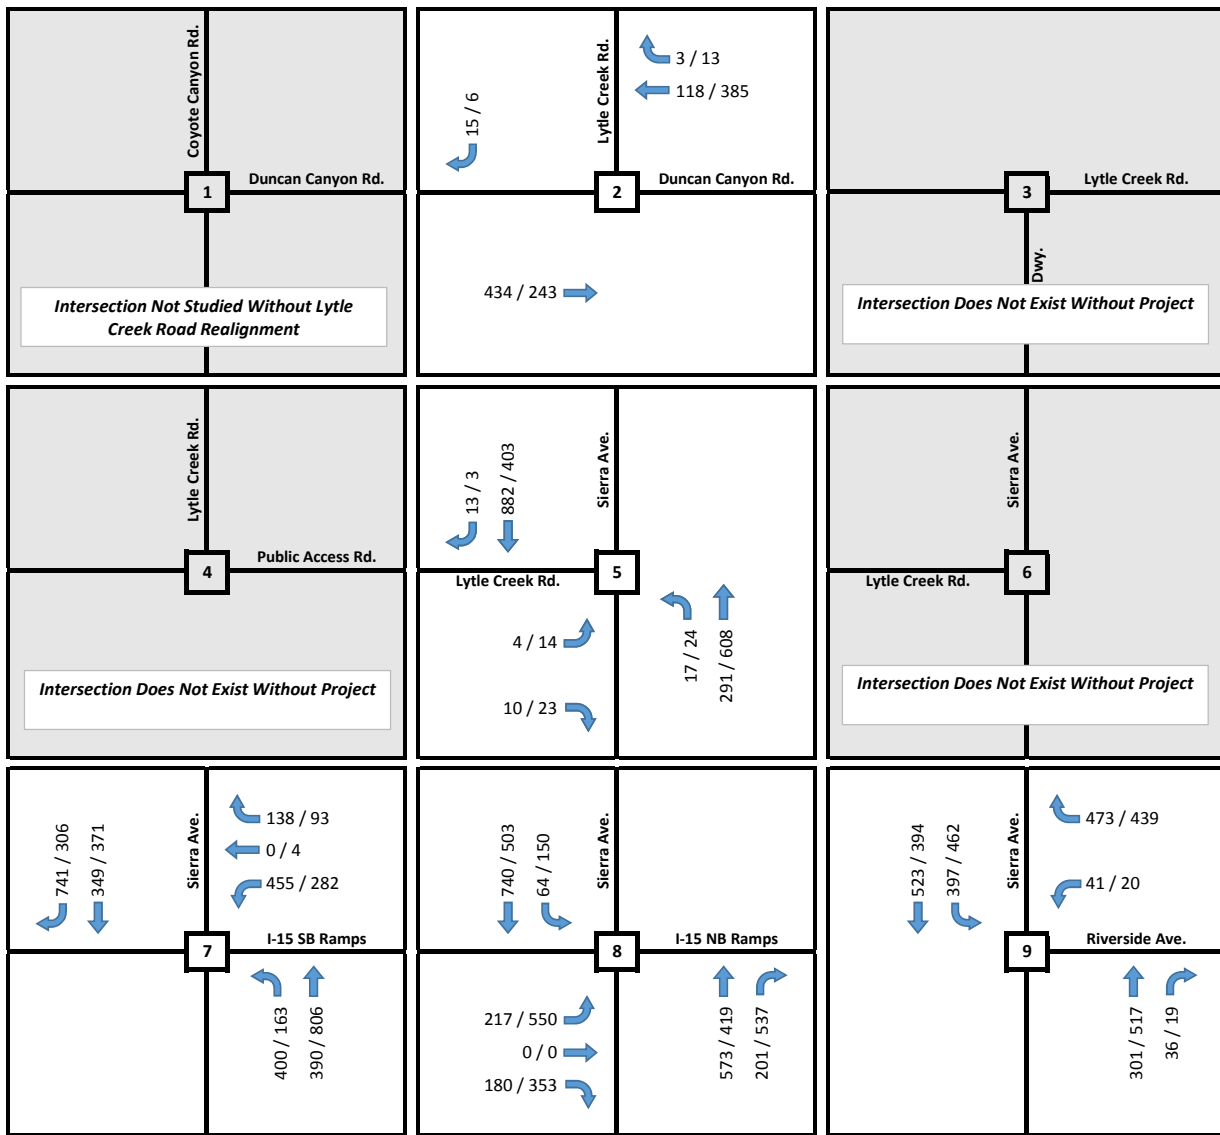 Coyote Canyon Rd.
Duncan Canyon Rd.
1
Intersection Not Studied Without Lytle
Creek Road Realignment
15 / 6
Lytle Creek Rd.
3 / 13
118 / 385
Duncan Canyon Rd.
2
434 / 243
Lytle Creek Rd.
3
Dwy.
Intersection Does Not Exist Without Project
Lytle Creek Rd.
Public Access Rd.
4
Intersection Does Not Exist Without Project
13 / 3
882 / 403
Sierra Ave.
Lytle Creek Rd.
5
4 / 14
10 / 23
17 / 24
291 / 608
Sierra Ave.
Lytle Creek Rd.
6
Intersection Does Not Exist Without Project
741 / 306
349 / 371
Sierra Ave.
138 / 93
0 / 4
455 / 282
I-15 SB Ramps
7
400 / 163
390 / 806
740 / 503
64 / 150
Sierra Ave.
I-15 NB Ramps
8
217 / 550
0 / 0
180 / 353
573 / 419
201 / 537
523 / 394
397 / 462
Sierra Ave.
473 / 439
41 / 20
Riverside Ave.
9
301 / 517
36 / 19